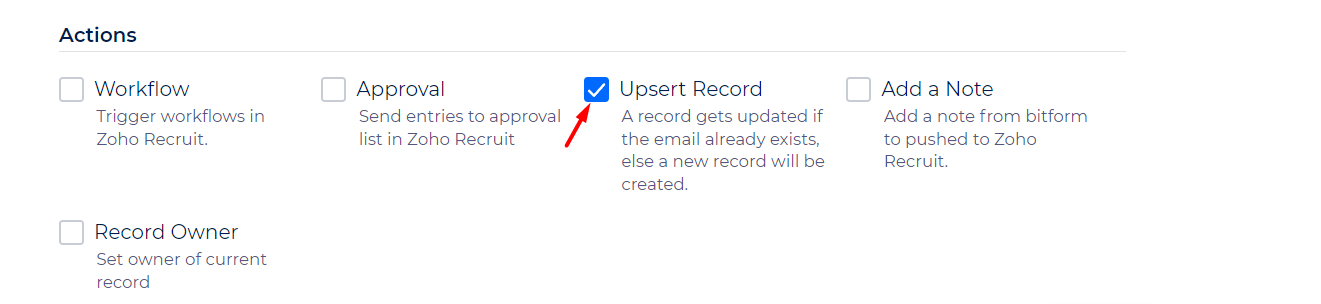 Actions
Workflow
Trigger workflows in
Zoho Recruit.
Approval
Send entries to approval
list in Zoho Recruit
Upsert Record
A record gets updated if
the email already exists,
else a new record will be
created.
Add a Note
Add a note from bitform
to pushed to Zoho
Recruit.
Record Owner
Set owner of current
record